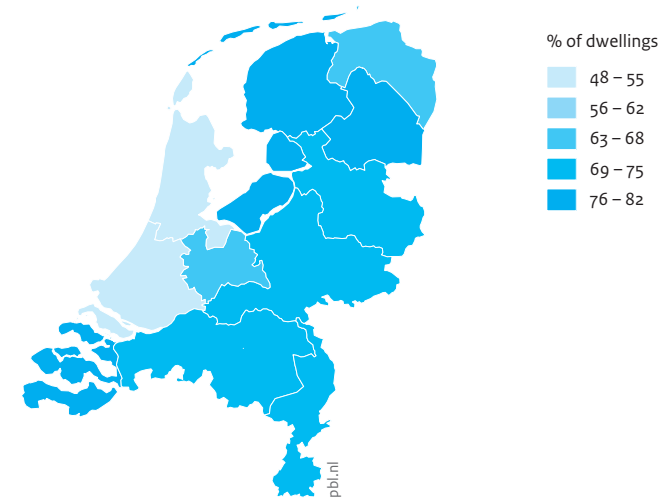 % of dwellings
48 – 55
56 – 62
63 – 68
69 – 75
76 – 82
pbl.nl